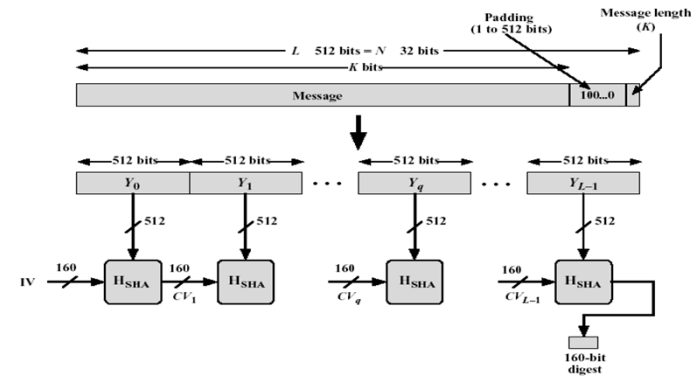 Padding
(1 to 512 bits)
Message length
(K)
L 512 bits = N 32 bits
K bits
Message
100...0
512 bits
512 bits
512 bits
512 bits
Y0
Y1
• • •
Yq
• • •
YL–1
512
512
512
512
IV
160
HSHA
160
CV1
HSHA
160
CVq
HSHA
160
CVL–1
HSHA
160-bit
digest